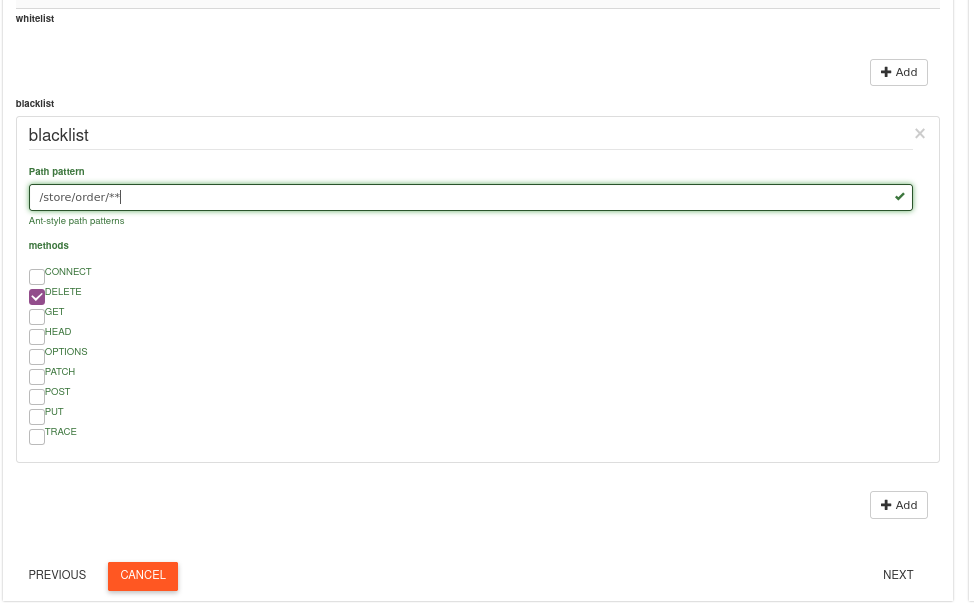 whitelist
Add
blacklist
blacklist
×
Path pattern
/store/order/**
Ant-style path patterns
methods
CONNECT
DELETE
GET
HEAD
OPTIONS
PATCH
POST
PUT
TRACE
Add
PREVIOUS CANCEL NEXT